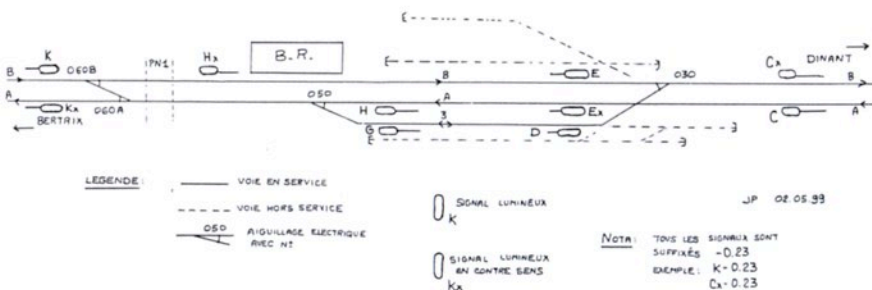 K
Hx
B.R.
E
Cx
DINANT
B
060B
IPN1
B
030
B
A
Kx
060A
050
H
A
Ex
C
A
BERTRIX
G
3
D
LEGENDE:
VOIE EN SERVICE
VOIE HORS SERVICE
050
AIGUILLAGE ELECTRIQUE
AVEC N°
SIGNAL LUMINEUX
K
SIGNAL LUMINEUX
EN CONTRE SENS
Kx
JP 02.05.99
NOTA: TOUS LES SIGNAUX SONT
SUFFIXÉS -0.23
EXEMPLE: K-0.23
Cx-0.23